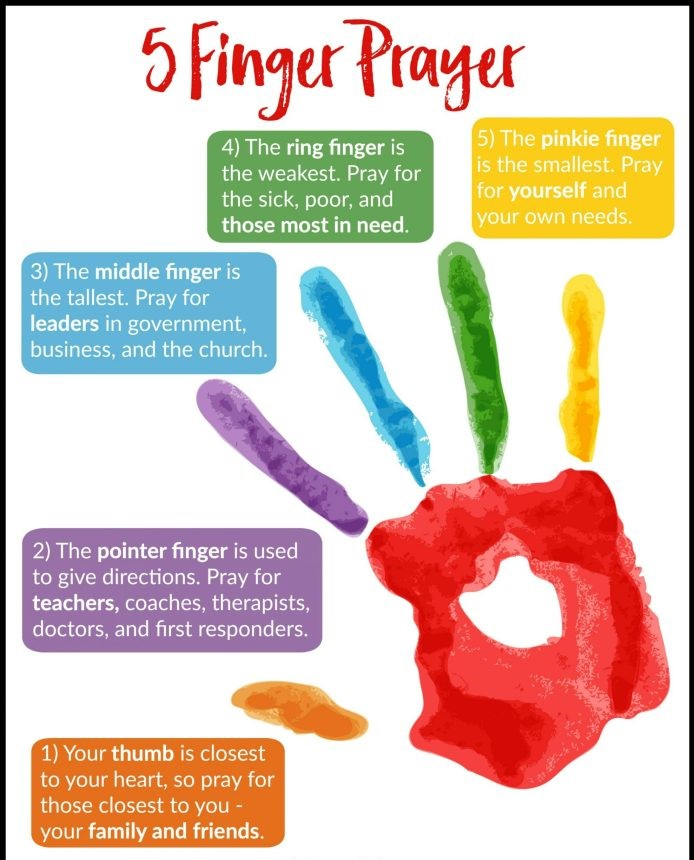 5 Finger Prayer
4) The ring finger is
the weakest. Pray for
the sick, poor, and
those most in need.
5) The pinkie finger
is the smallest. Pray
for yourself and
your own needs.
3) The middle finger is
the tallest. Pray for
leaders in government,
business, and the church.
2) The pointer finger is used
to give directions. Pray for
teachers, coaches, therapists,
doctors, and first responders.
1) Your thumb is closest
to your heart, so pray for
those closest to you -
your family and friends.